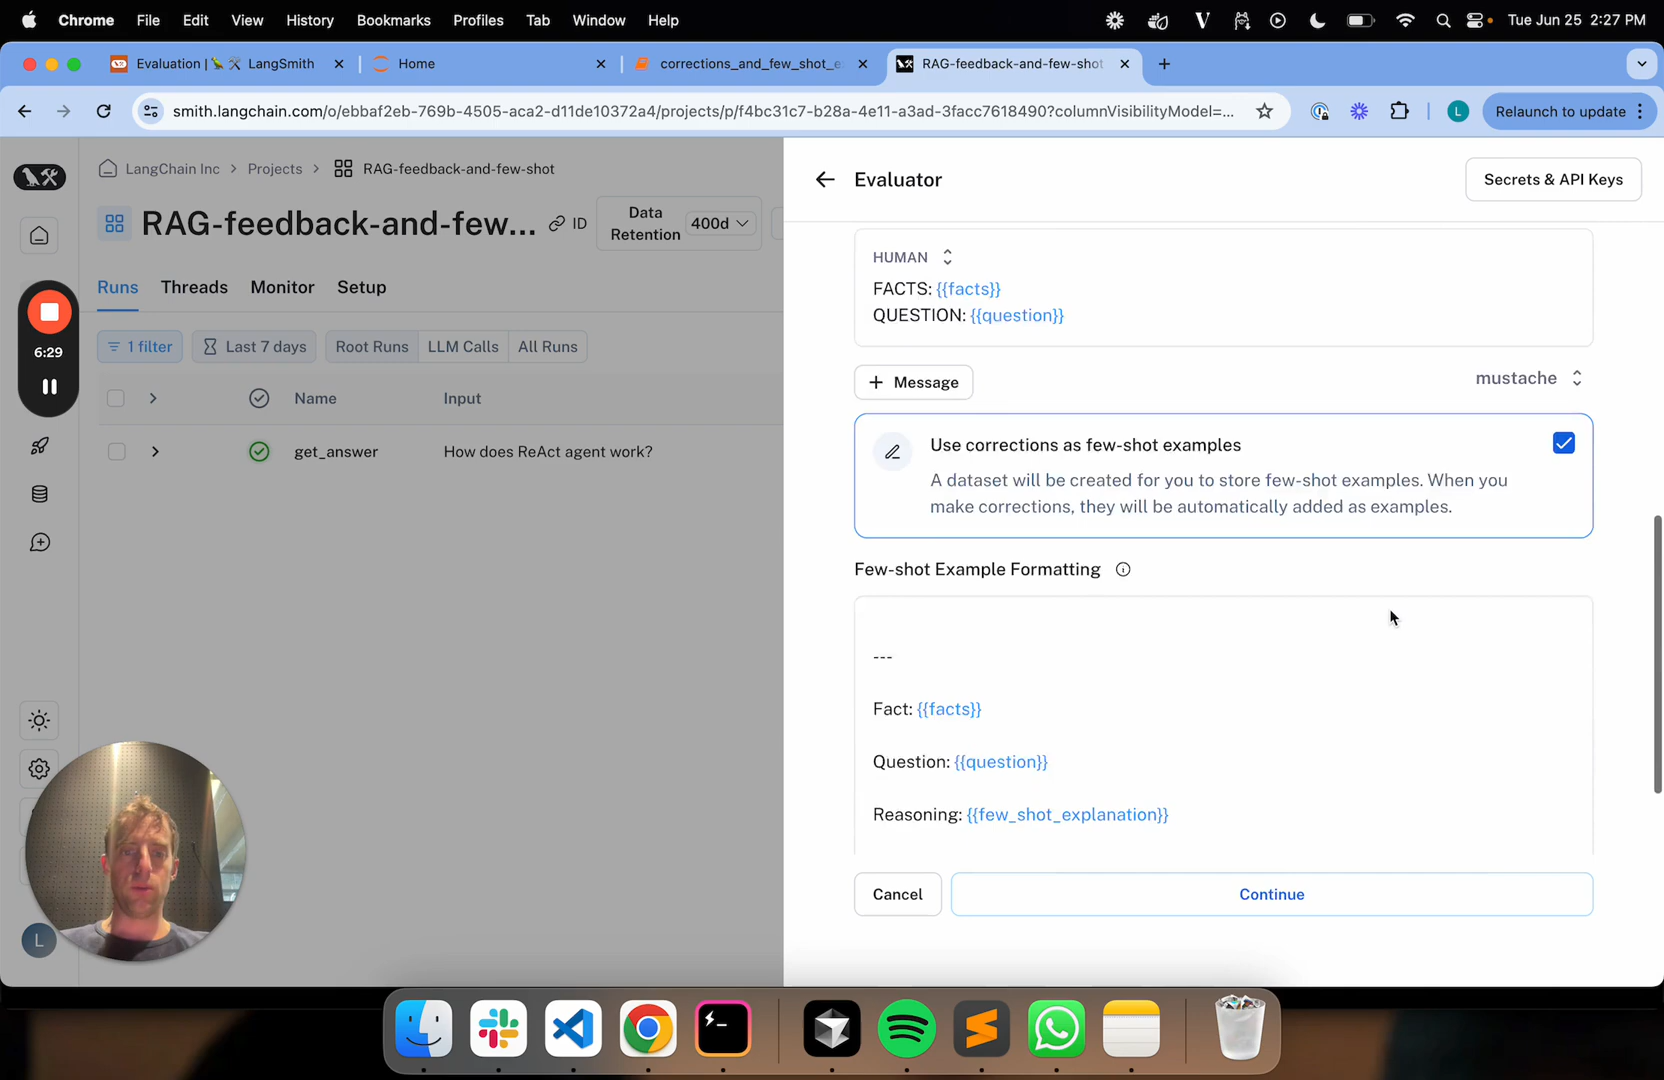 Chrome File Edit View History Bookmarks Profiles Tab Window Help
V
Tue Jun 25 2:27 PM
Evaluation | LangSmith
Home
corrections_and_few_shot_e
RAG-feedback-and-few-shot
smith.langchain.com/o/ebbaf2eb-769b-4505-aca2-d11de10372a4/projects/p/f4bc31c7-b28a-4e11-a3ad-3facc7618490?columnVisibilityModel=...
L
Relaunch to update
LangChain Inc > Projects > RAG-feedback-and-few-shot
RAG-feedback-and-few...
ID
Data Retention 400d
Runs Threads Monitor Setup
1 filter
Last 7 days
Root Runs LLM Calls All Runs
Name Input
get_answer How does ReAct agent work?
6:29
L
Evaluator
Secrets & API Keys
HUMAN
FACTS: {{facts}}
QUESTION: {{question}}
+ Message
mustache
Use corrections as few-shot examples
A dataset will be created for you to store few-shot examples. When you
make corrections, they will be automatically added as examples.
Few-shot Example Formatting
---
Fact: {{facts}}
Question: {{question}}
Reasoning: {{few_shot_explanation}}
Cancel
Continue